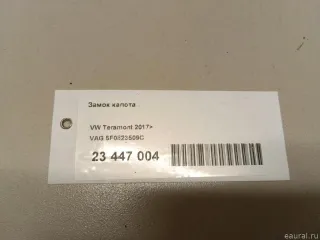 Замок капота
VW Teramont 2017>
VAG 5F0823509C
23 447 004
eaural.ru